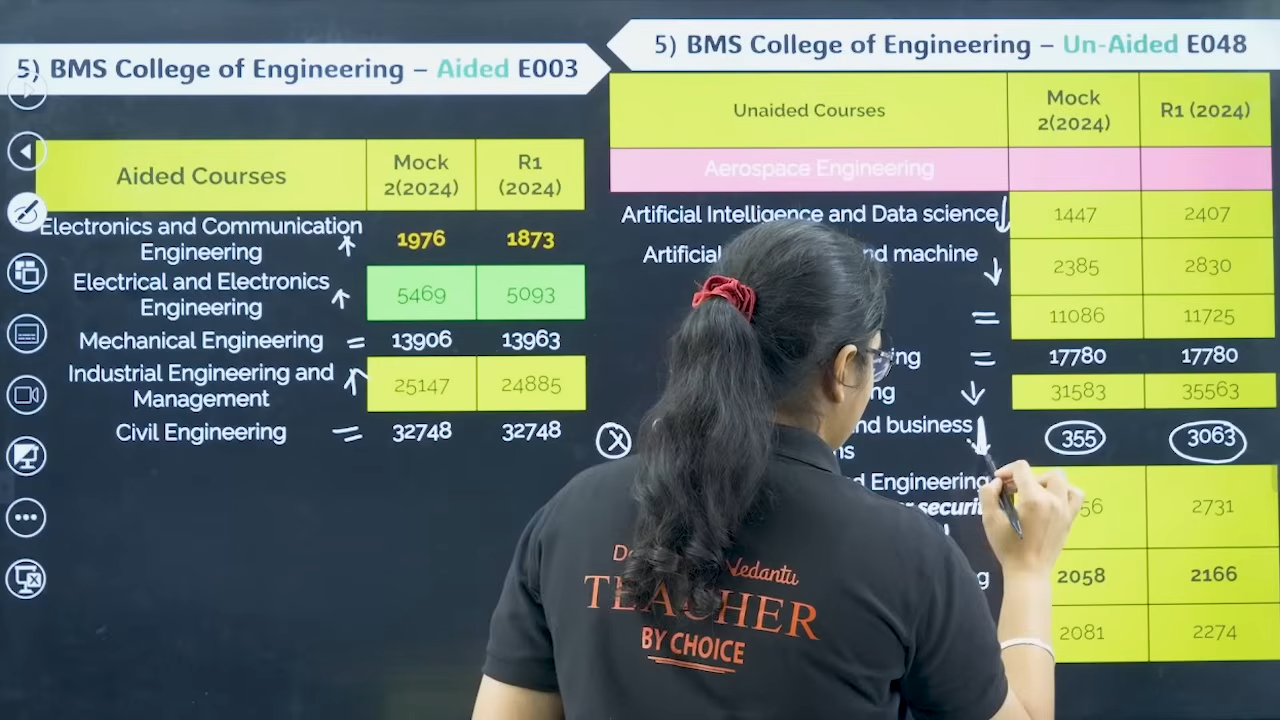 5) BMS College of Engineering – Aided E003
Aided Courses
Mock
2(2024)
R1
(2024)
Electronics and Communication
Engineering
1976
1873
Electrical and Electronics
Engineering
5469
5093
Mechanical Engineering
=
13906
13963
Industrial Engineering and
Management
25147
24885
Civil Engineering
=
32748
32748
5) BMS College of Engineering – Un-Aided E048
Unaided Courses
Mock
2(2024)
R1 (2024)
Aerospace Engineering
Artificial Intelligence and Data science
1447
2407
Artificial
machine
2385
2830
=
11086
11725
=
17780
17780
31583
35563
business
355
3063
Engineering
2731
2058
2166
2081
2274
Vedantu
TEACHER
BY CHOICE